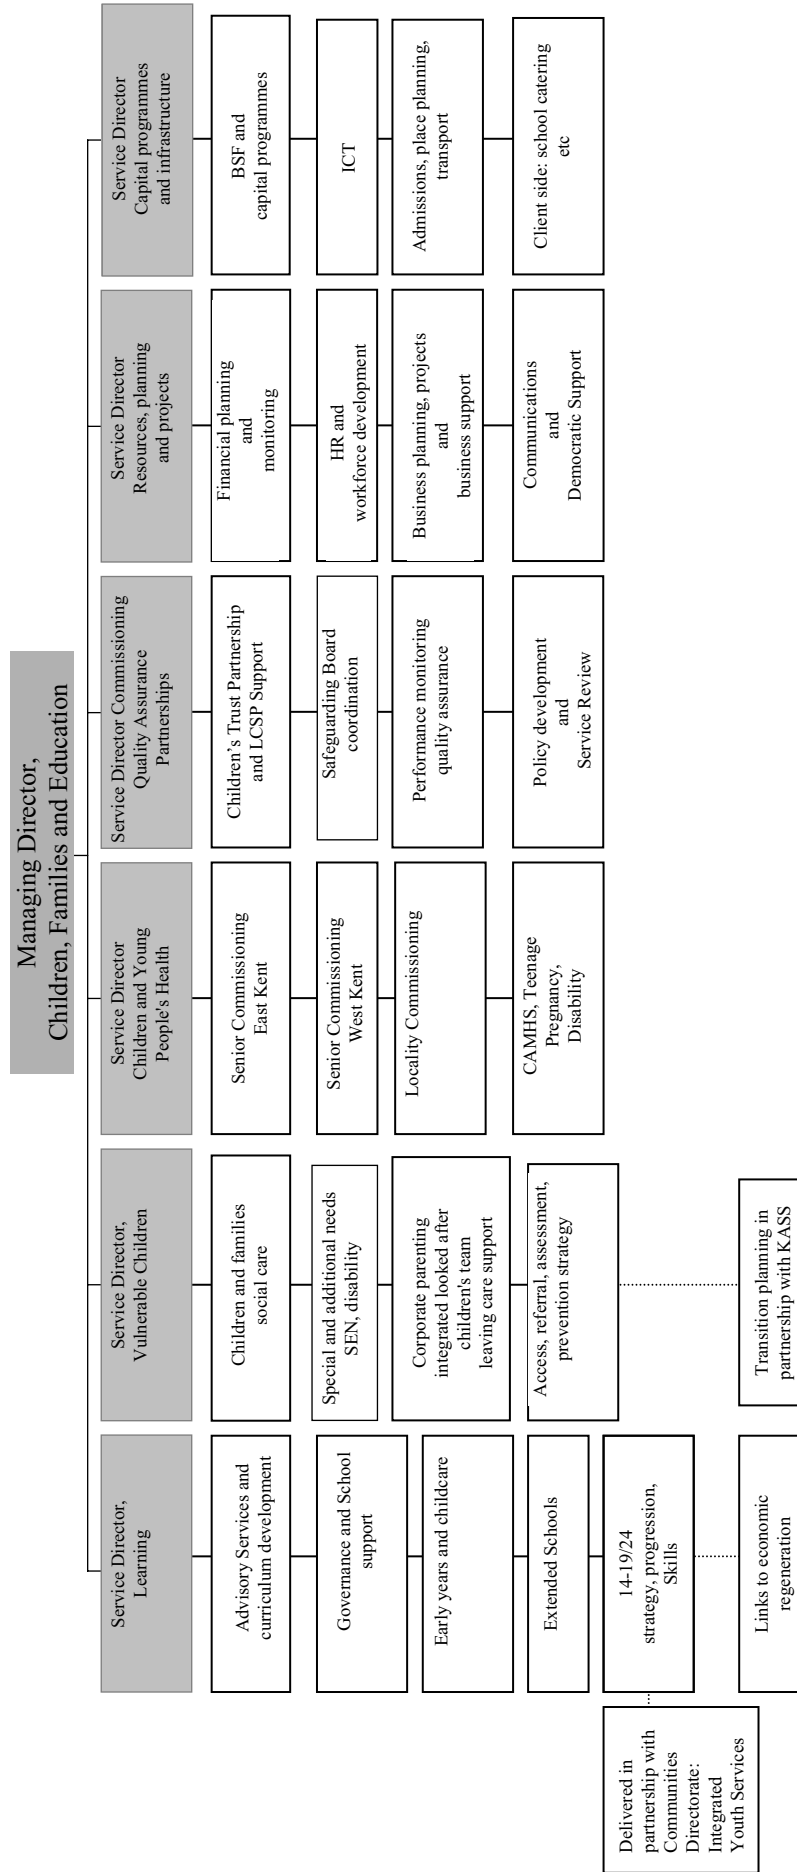 Managing Director,
Children, Families and Education
Service Director,
Learning
Advisory Services and
curriculum development
Governance and School
support
Early years and childcare
Extended Schools
14-19/24
strategy, progression,
Skills
Delivered in
partnership with
Communities
Directorate:
Integrated
Youth Services
Links to economic
regeneration
Service Director,
Vulnerable Children
Children and families
social care
Special and additional needs
SEN, disability
Corporate parenting
integrated looked after
children's team
leaving care support
Access, referral, assessment,
prevention strategy
Transition planning in
partnership with KASS
Service Director
Children and Young
People's Health
Senior Commissioning
East Kent
Senior Commissioning
West Kent
Locality Commissioning
CAMHS, Teenage
Pregnancy,
Disability
Service Director Commissioning
Quality Assurance
Partnerships
Children's Trust Partnership
and LCSP Support
Safeguarding Board
coordination
Performance monitoring
quality assurance
Policy development
and
Service Review
Service Director
Resources, planning
and projects
Financial planning
and
monitoring
HR and
workforce development
Business planning, projects
and
business support
Communications
and
Democratic Support
Service Director
Capital programmes
and infrastructure
BSF and
capital programmes
ICT
Admissions, place planning,
transport
Client side: school catering
etc